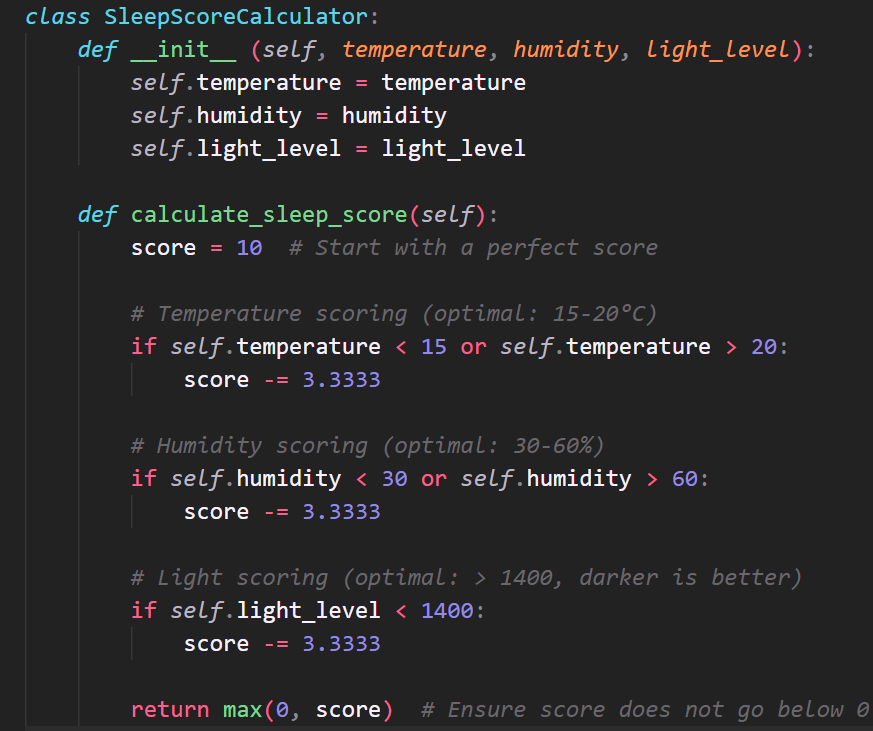 class SleepScoreCalculator:
    def __init__ (self, temperature, humidity, light_level):
        self.temperature = temperature
        self.humidity = humidity
        self.light_level = light_level

    def calculate_sleep_score(self):
        score = 10  # Start with a perfect score

        # Temperature scoring (optimal: 15-20°C)
        if self.temperature < 15 or self.temperature > 20:
            score -= 3.3333

        # Humidity scoring (optimal: 30-60%)
        if self.humidity < 30 or self.humidity > 60:
            score -= 3.3333

        # Light scoring (optimal: > 1400, darker is better)
        if self.light_level < 1400:
            score -= 3.3333

        return max(0, score)  # Ensure score does not go below 0